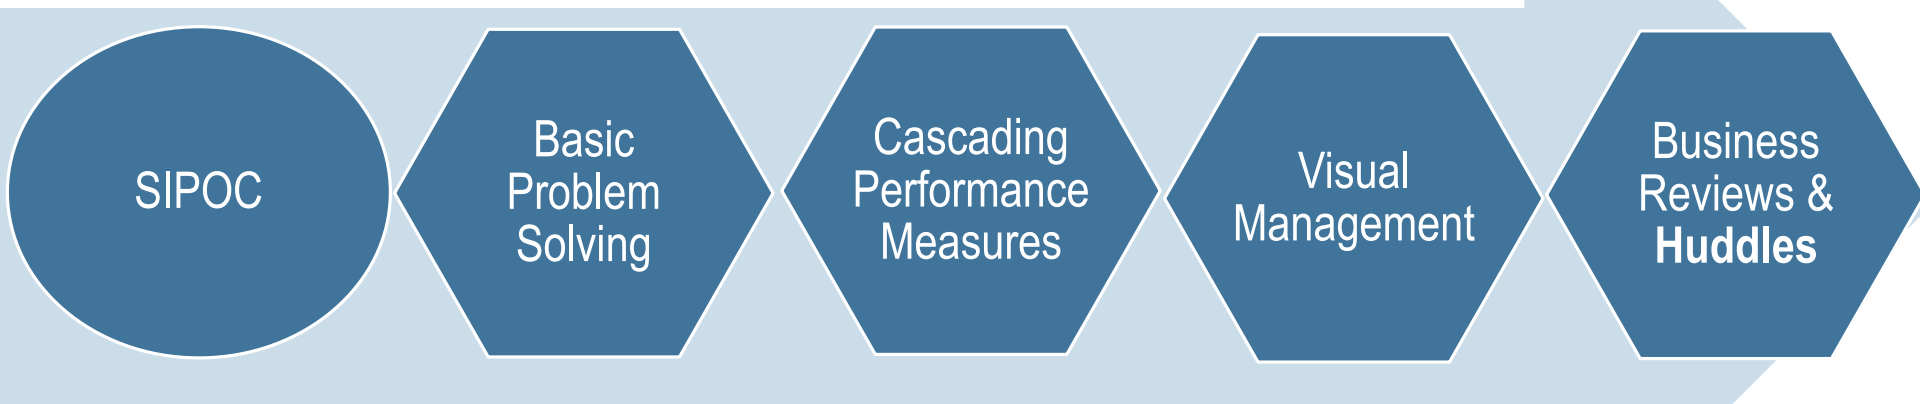 SIPOC
Basic
Problem
Solving
Cascading
Performance
Measures
Visual
Management
Business
Reviews &
Huddles